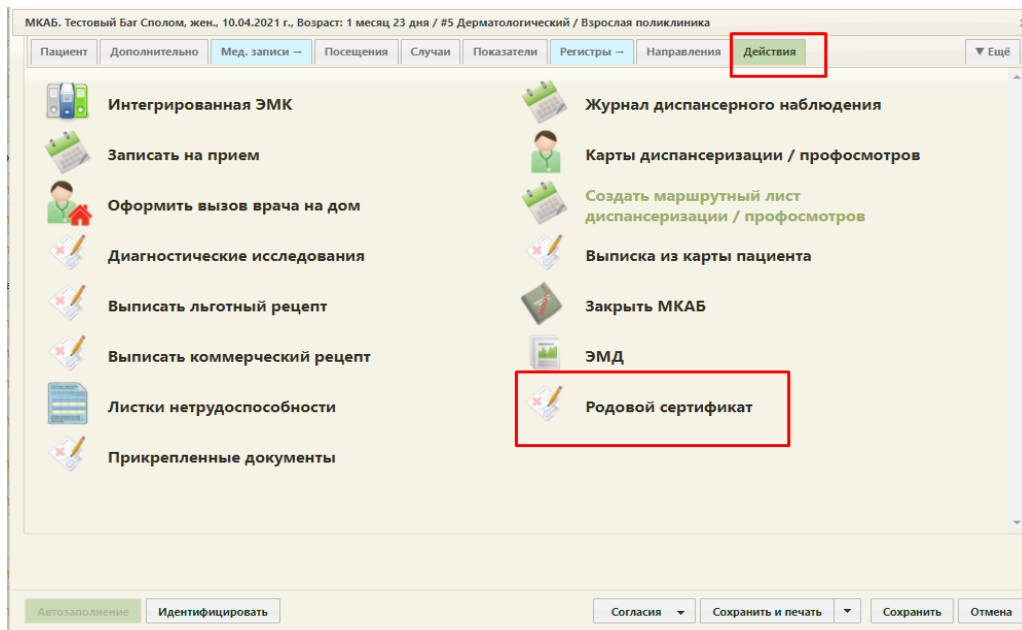 МКАБ. Тестовый Баг Сполом, жен., 10.04.2021 г., Возраст: 1 месяц 23 дня / #5 Дерматологический / Взрослая поликлиника
Пациент Дополнительно Мед. записи → Посещения Случаи Показатели Регистры → Направления Действия ▼ Ещё
Интегрированная ЭМК
Журнал диспансерного наблюдения
Записать на прием
Карты диспансеризации / профосмотров
Оформить вызов врача на дом
Создать маршрутный лист
диспансеризации / профосмотров
Диагностические исследования
Выписка из карты пациента
Выписать льготный рецепт
Закрыть МКАБ
Выписать коммерческий рецепт
ЭМД
Листки нетрудоспособности
Родовой сертификат
Прикрепленные документы
Автозаполнение Идентифицировать Согласия Сохранить и печать Сохранить Отмена